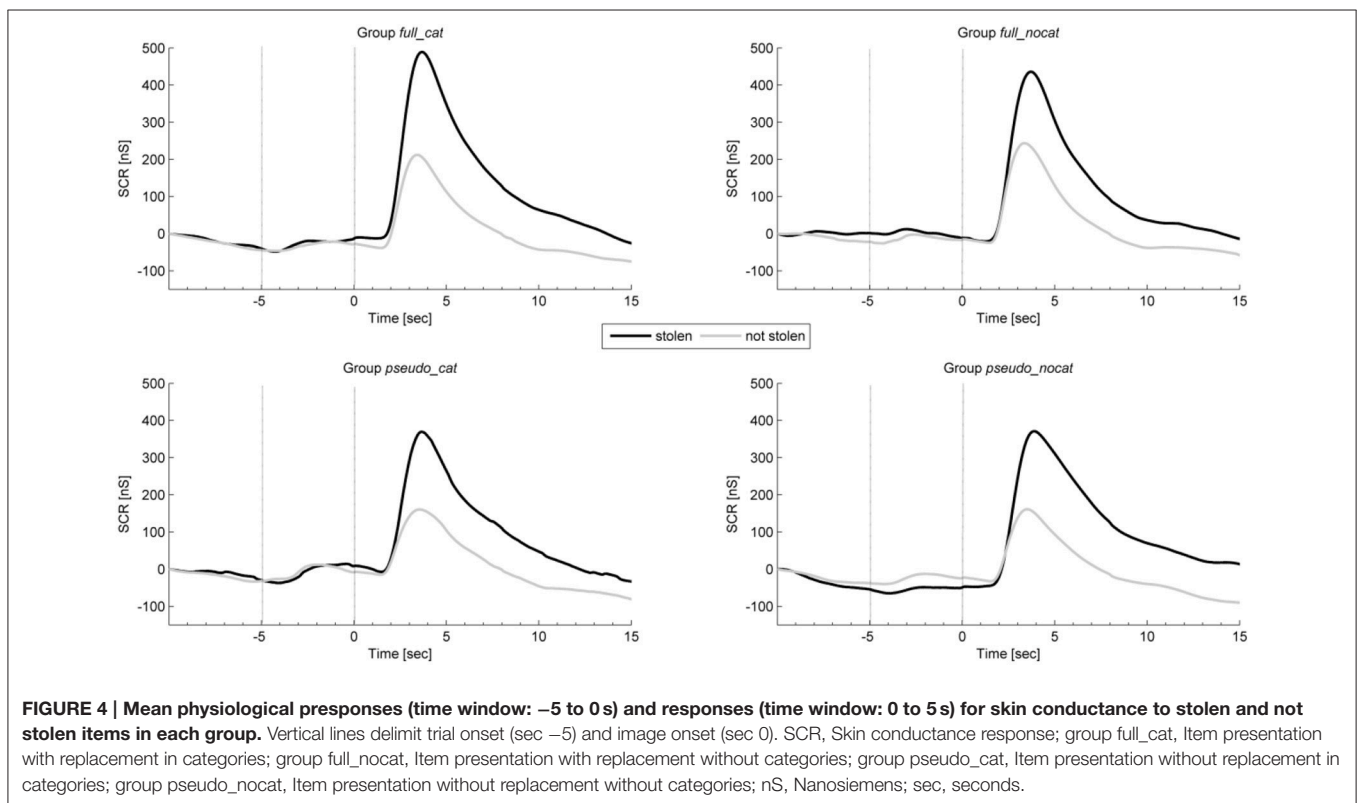 Group full_cat
500
400
300
200
100
0
-100
SCR [nS]
-5 0 5 10 15
Time [sec]
Group full_nocat
500
400
300
200
100
0
-100
SCR [nS]
-5 0 5 10 15
Time [sec]
stolen not stolen
Group pseudo_cat
500
400
300
200
100
0
-100
SCR [nS]
-5 0 5 10 15
Time [sec]
Group pseudo_nocat
500
400
300
200
100
0
-100
SCR [nS]
-5 0 5 10 15
Time [sec]
FIGURE 4 | Mean physiological presponses (time window: −5 to 0 s) and responses (time window: 0 to 5 s) for skin conductance to stolen and not
stolen items in each group. Vertical lines delimit trial onset (sec −5) and image onset (sec 0). SCR, Skin conductance response; group full_cat, Item presentation
with replacement in categories; group full_nocat, Item presentation with replacement without categories; group pseudo_cat, Item presentation without replacement in
categories; group pseudo_nocat, Item presentation without replacement without categories; nS, Nanosiemens; sec, seconds.